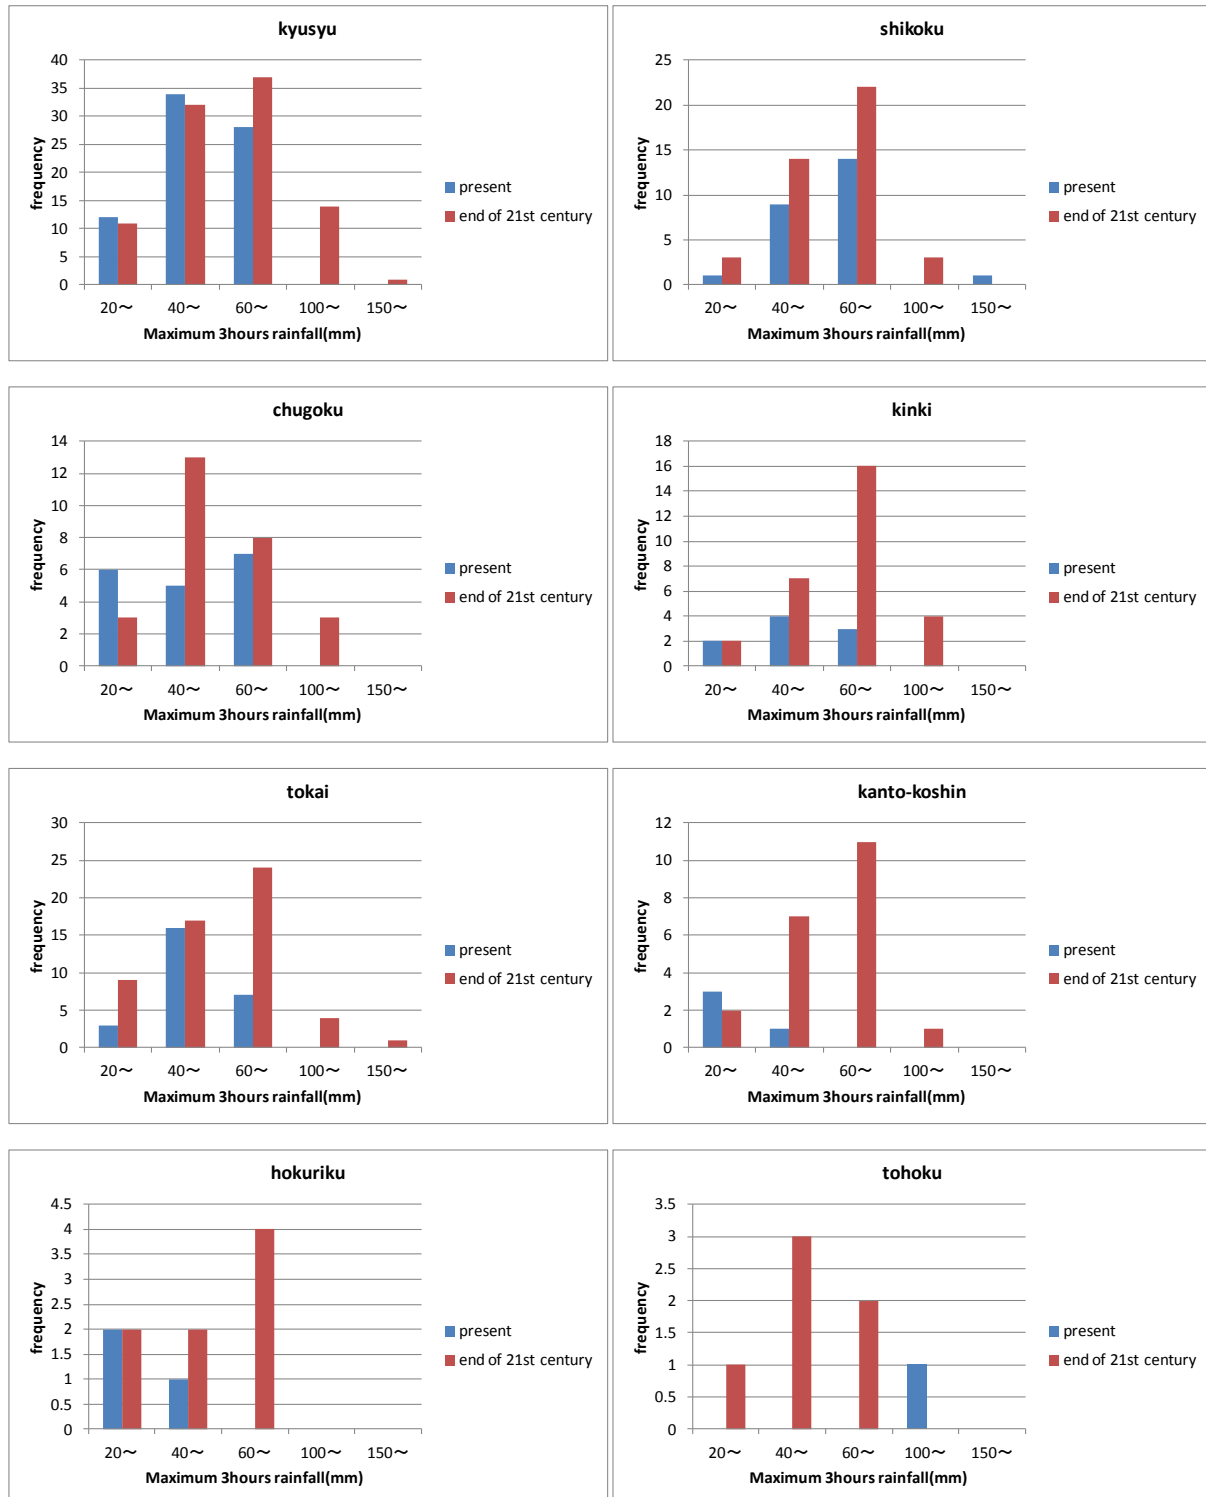 kyusyu
40
35
30
25
20
15
10
5
0
frequency
20～ 40～ 60～ 100～ 150～
Maximum 3hours rainfall(mm)
present
end of 21st century
shikoku
25
20
15
10
5
0
frequency
20～ 40～ 60～ 100～ 150～
Maximum 3hours rainfall(mm)
present
end of 21st century
chugoku
14
12
10
8
6
4
2
0
frequency
20～ 40～ 60～ 100～ 150～
Maximum 3hours rainfall(mm)
present
end of 21st century
kinki
18
16
14
12
10
8
6
4
2
0
frequency
20～ 40～ 60～ 100～ 150～
Maximum 3hours rainfall(mm)
present
end of 21st century
tokai
30
25
20
15
10
5
0
frequency
20～ 40～ 60～ 100～ 150～
Maximum 3hours rainfall(mm)
present
end of 21st century
kanto-koshin
12
10
8
6
4
2
0
frequency
20～ 40～ 60～ 100～ 150～
Maximum 3hours rainfall(mm)
present
end of 21st century
hokuriku
4.5
4
3.5
3
2.5
2
1.5
1
0.5
0
frequency
20～ 40～ 60～ 100～ 150～
Maximum 3hours rainfall(mm)
present
end of 21st century
tohoku
3.5
3
2.5
2
1.5
1
0.5
0
frequency
20～ 40～ 60～ 100～ 150～
Maximum 3hours rainfall(mm)
present
end of 21st century